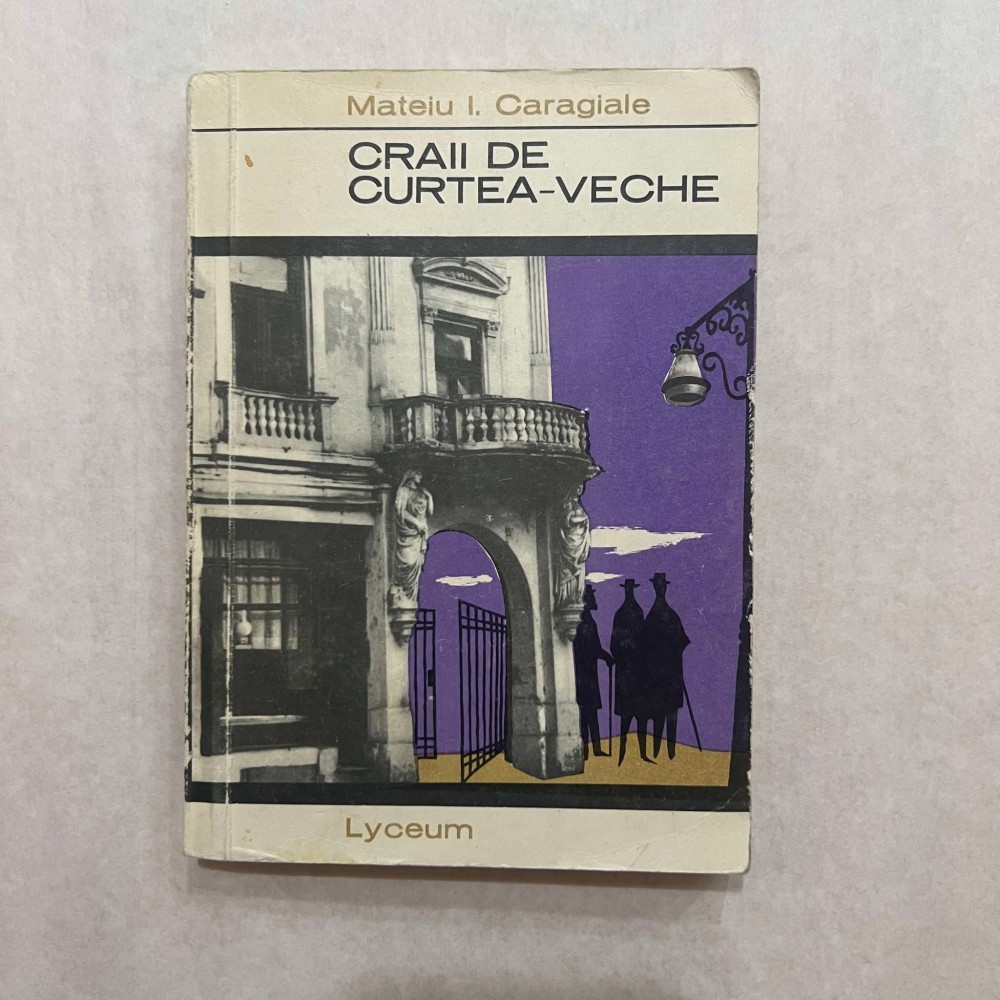 Mateiu I. Caragiale
CRAII DE
CURTEA-VECHE
Lyceum